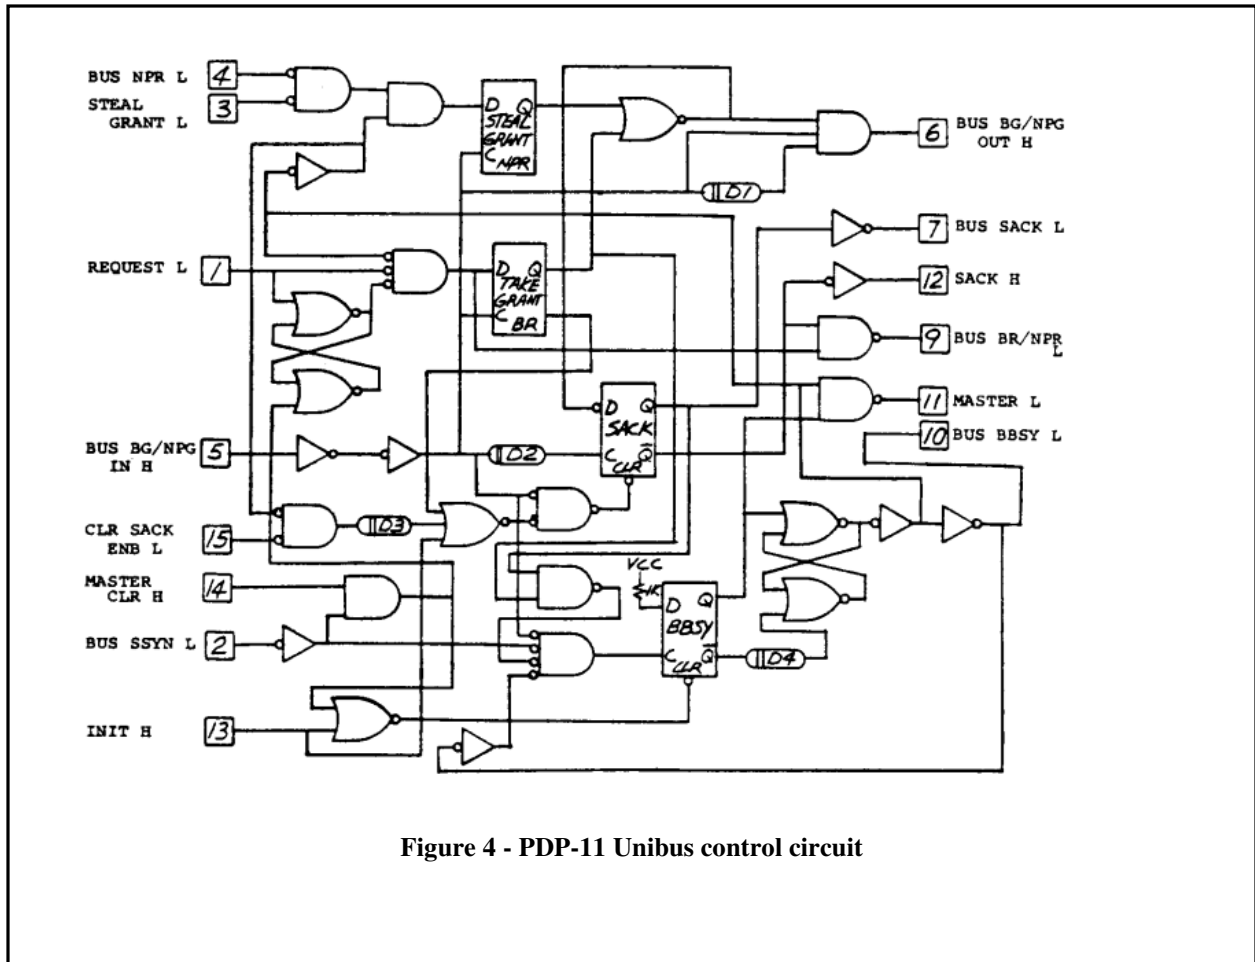 BUS NPR L 4
STEAL 3
GRANT L
D Q
STEAL
GRANT
C NPR
6 BUS BG/NPG
OUT H
D1
7 BUS SACK L
REQUEST L 1
D Q
TAKE
GRANT
C BR
12 SACK H
9 BUS BR/NPR
L
11 MASTER L
10 BUS BBSY L
D Q
SACK
C Q
CLR
BUS BG/NPG 5
IN H
D2
CLR SACK 15
ENB L
D3
MASTER 14
CLR H
VCC
1K
D Q
BBSY
C Q
CLR
D4
BUS SSYN L 2
INIT H 13
Figure 4 - PDP-11 Unibus control circuit